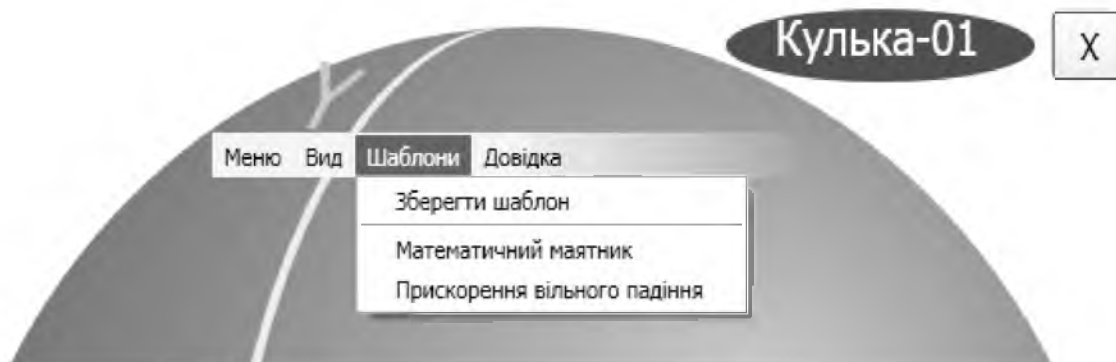 Кулька-01
X
Меню Вид Шаблони Довідка
Зберегти шаблон
Математичний маятник
Прискорення вільного падіння